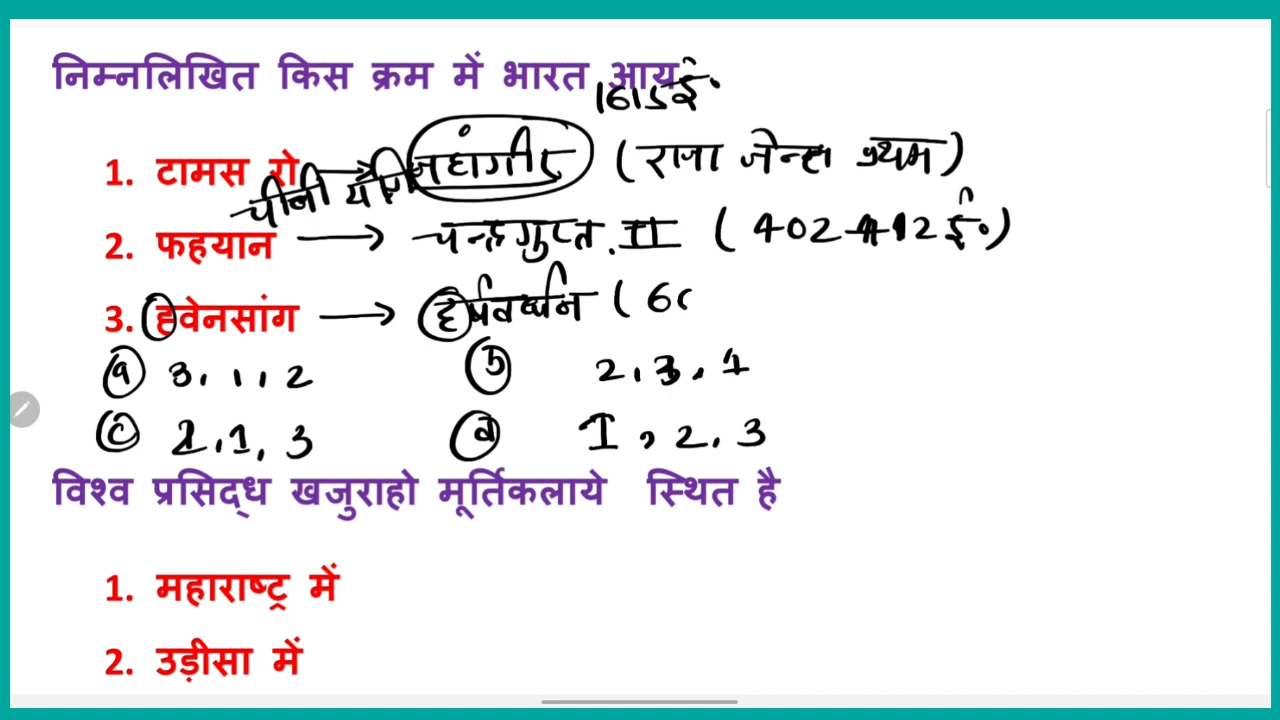 निम्नलिखित किस क्रम में भारत आये
1615ई०
1. टामस रो → जहांगीर (राजा जेम्स प्रथम)
चीनी यात्री
2. फहयान → चन्द्रगुप्त.II (402-412ई०)
3. ह्वेनसांग → हर्षवर्धन ( 60
(a) 3, 1, 2 (b) 2, 3, 1
(c) 2, 1, 3 (d) 1, 2, 3
विश्व प्रसिद्ध खजुराहो मूर्तिकलाये स्थित है
1. महाराष्ट्र में
2. उड़ीसा में